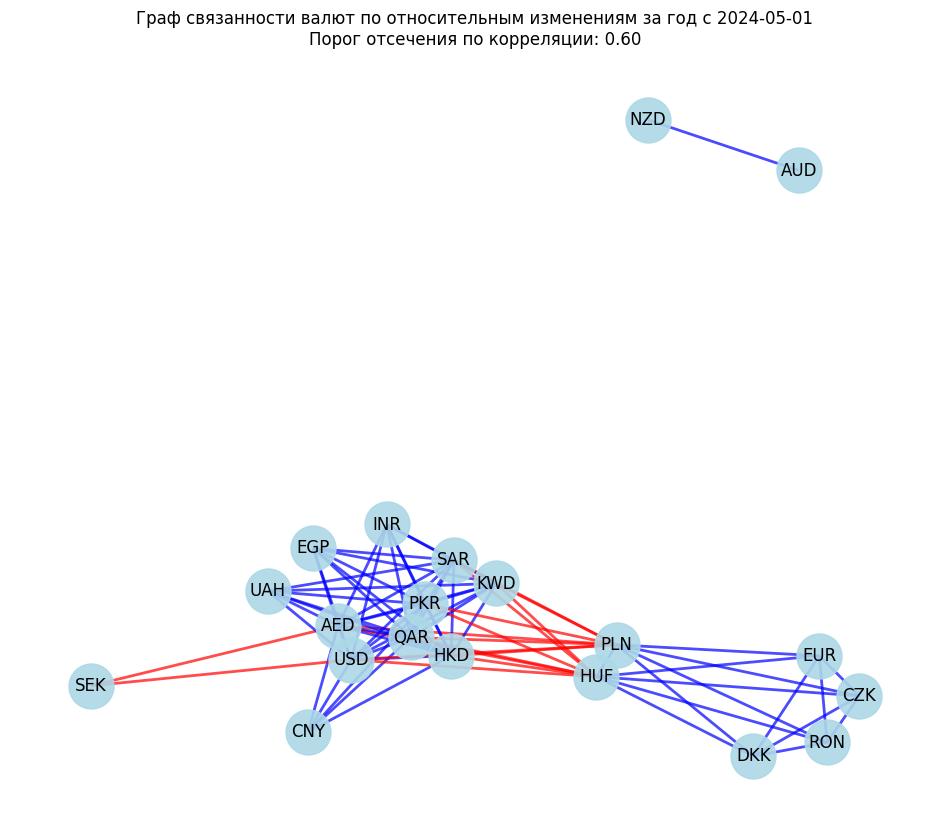 Граф связанности валют по относительным изменениям за год с 2024-05-01
Порог отсечения по корреляции: 0.60
NZD
AUD
INR
EGP
SAR
KWD
UAH
PKR
AED
QAR
PLN
HKD
EUR
USD
HUF
SEK
CZK
CNY
RON
DKK